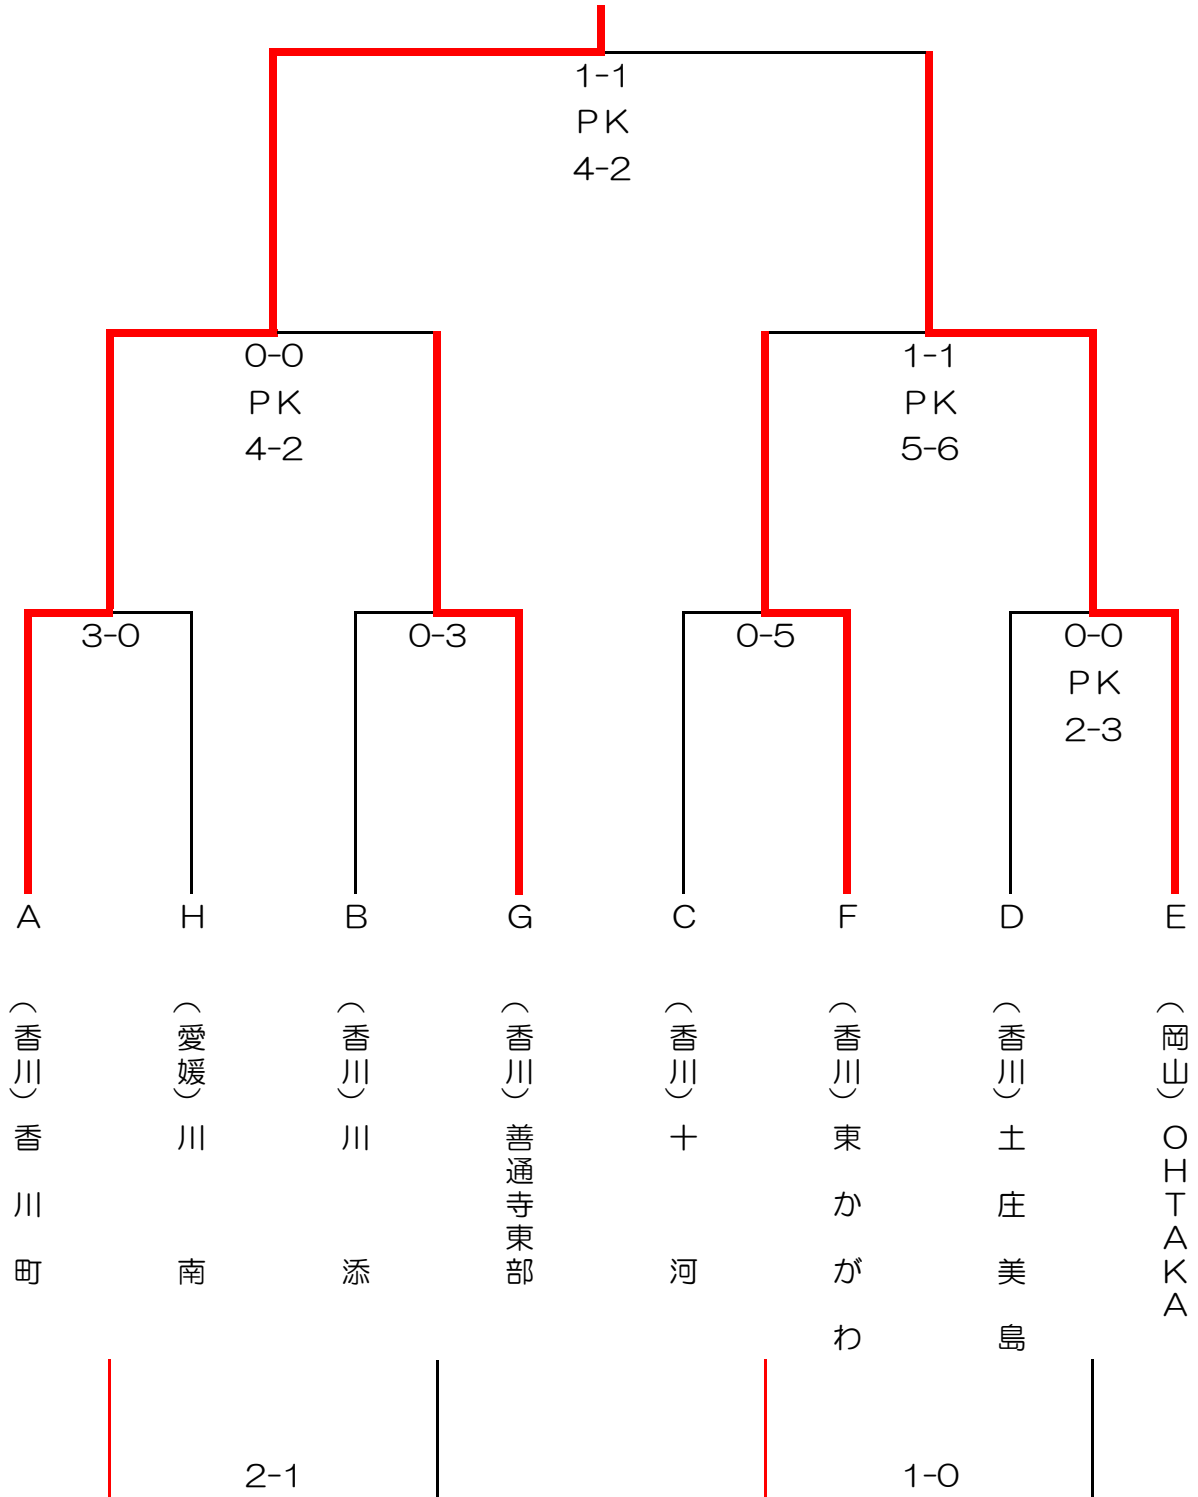 1-1
PK
4-2
0-0
PK
4-2
1-1
PK
5-6
3-0
0-3
0-5
0-0
PK
2-3
A
H
B
G
C
F
D
E
（香川）香川町
（愛媛）川南
（香川）川添
（香川）善通寺東部
（香川）十河
（香川）東かがわ
（香川）土庄美島
（岡山）OHTAKA
2-1
1-0